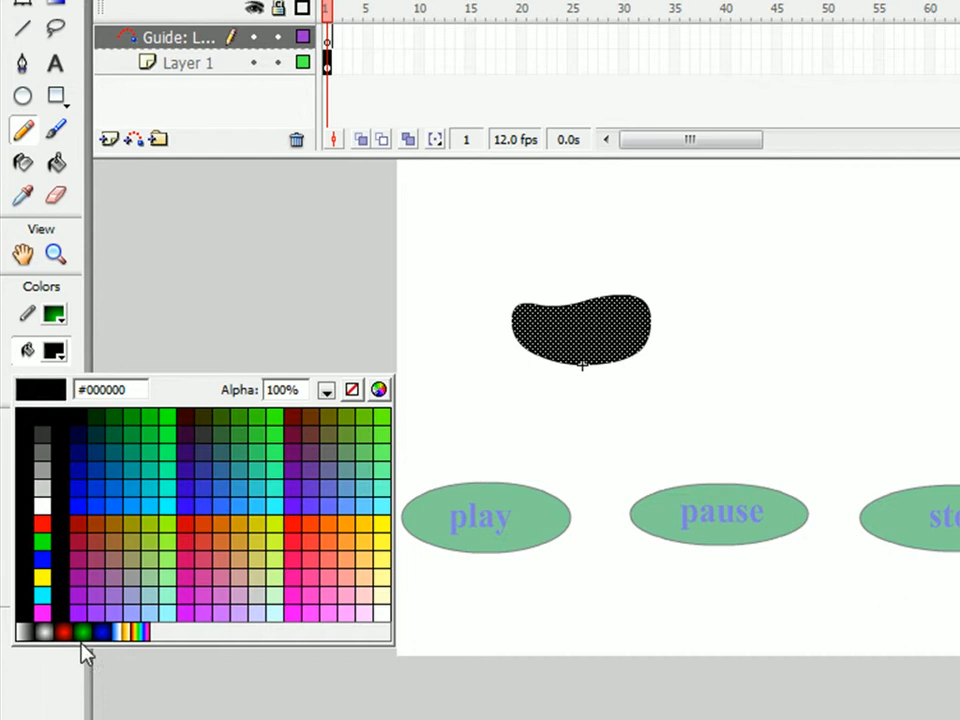 1 5 10 15 20 25 30 35 40 45 50 55 60
Guide: L...
Layer 1
1 12.0 fps 0.0s
A
View
Colors
#000000 Alpha: 100%
play pause